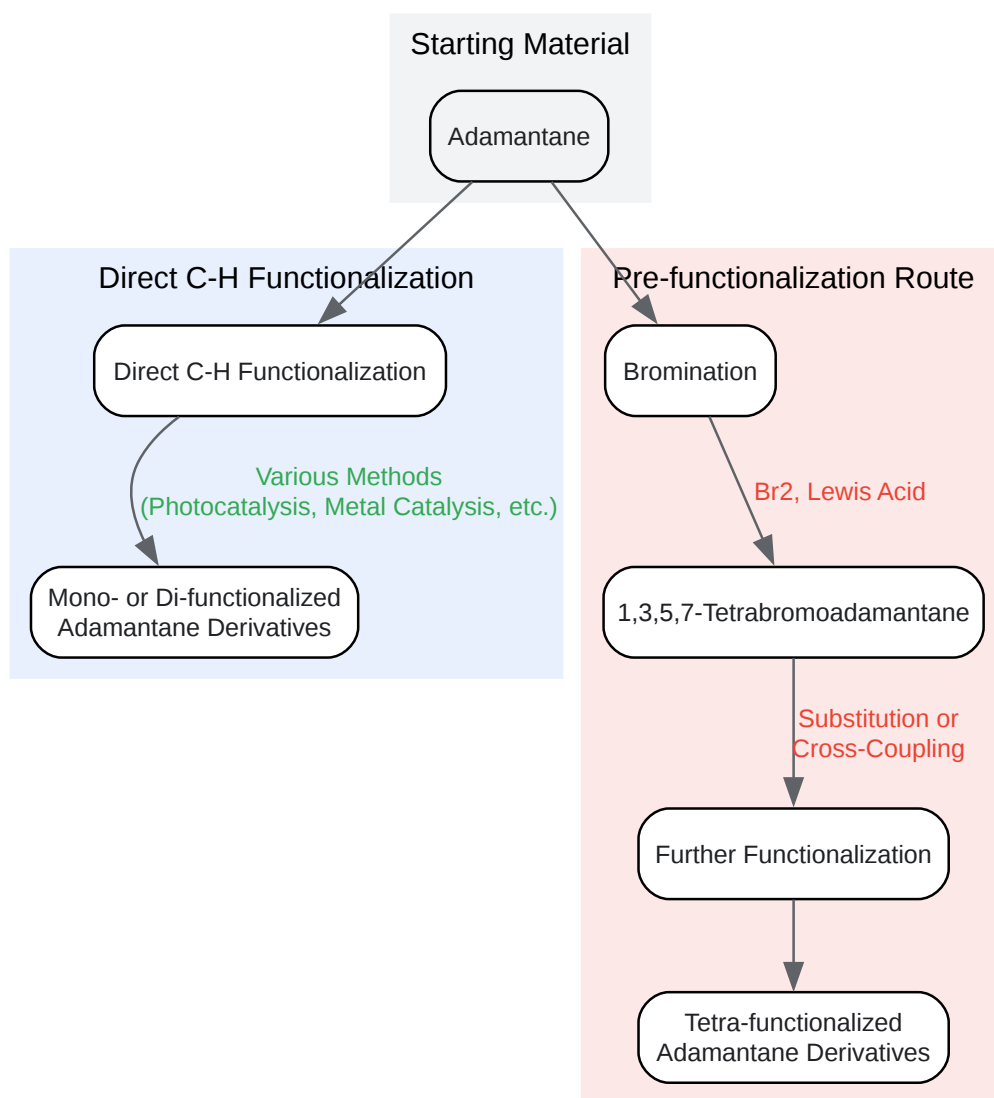 Starting Material
Adamantane
Direct C-H Functionalization
Direct C-H Functionalization
Various Methods
(Photocatalysis, Metal Catalysis, etc.)
Mono- or Di-functionalized
Adamantane Derivatives
Pre-functionalization Route
Bromination
Br2, Lewis Acid
1,3,5,7-Tetrabromoadamantane
Substitution or
Cross-Coupling
Further Functionalization
Tetra-functionalized
Adamantane Derivatives